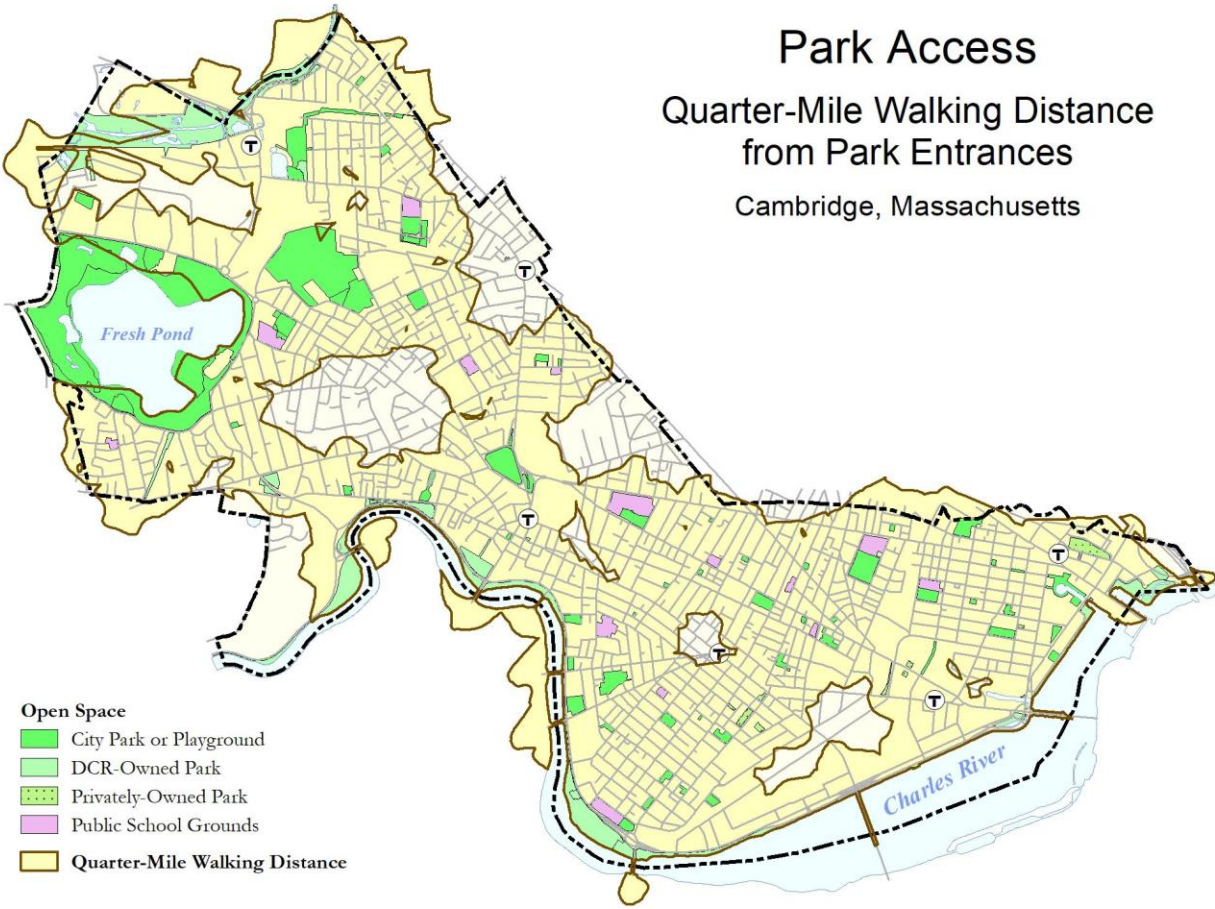 Park Access
Quarter-Mile Walking Distance
from Park Entrances
Cambridge, Massachusetts
T
T
Fresh Pond
T
T
T
T
Charles River
Open Space
City Park or Playground
DCR-Owned Park
Privately-Owned Park
Public School Grounds
Quarter-Mile Walking Distance